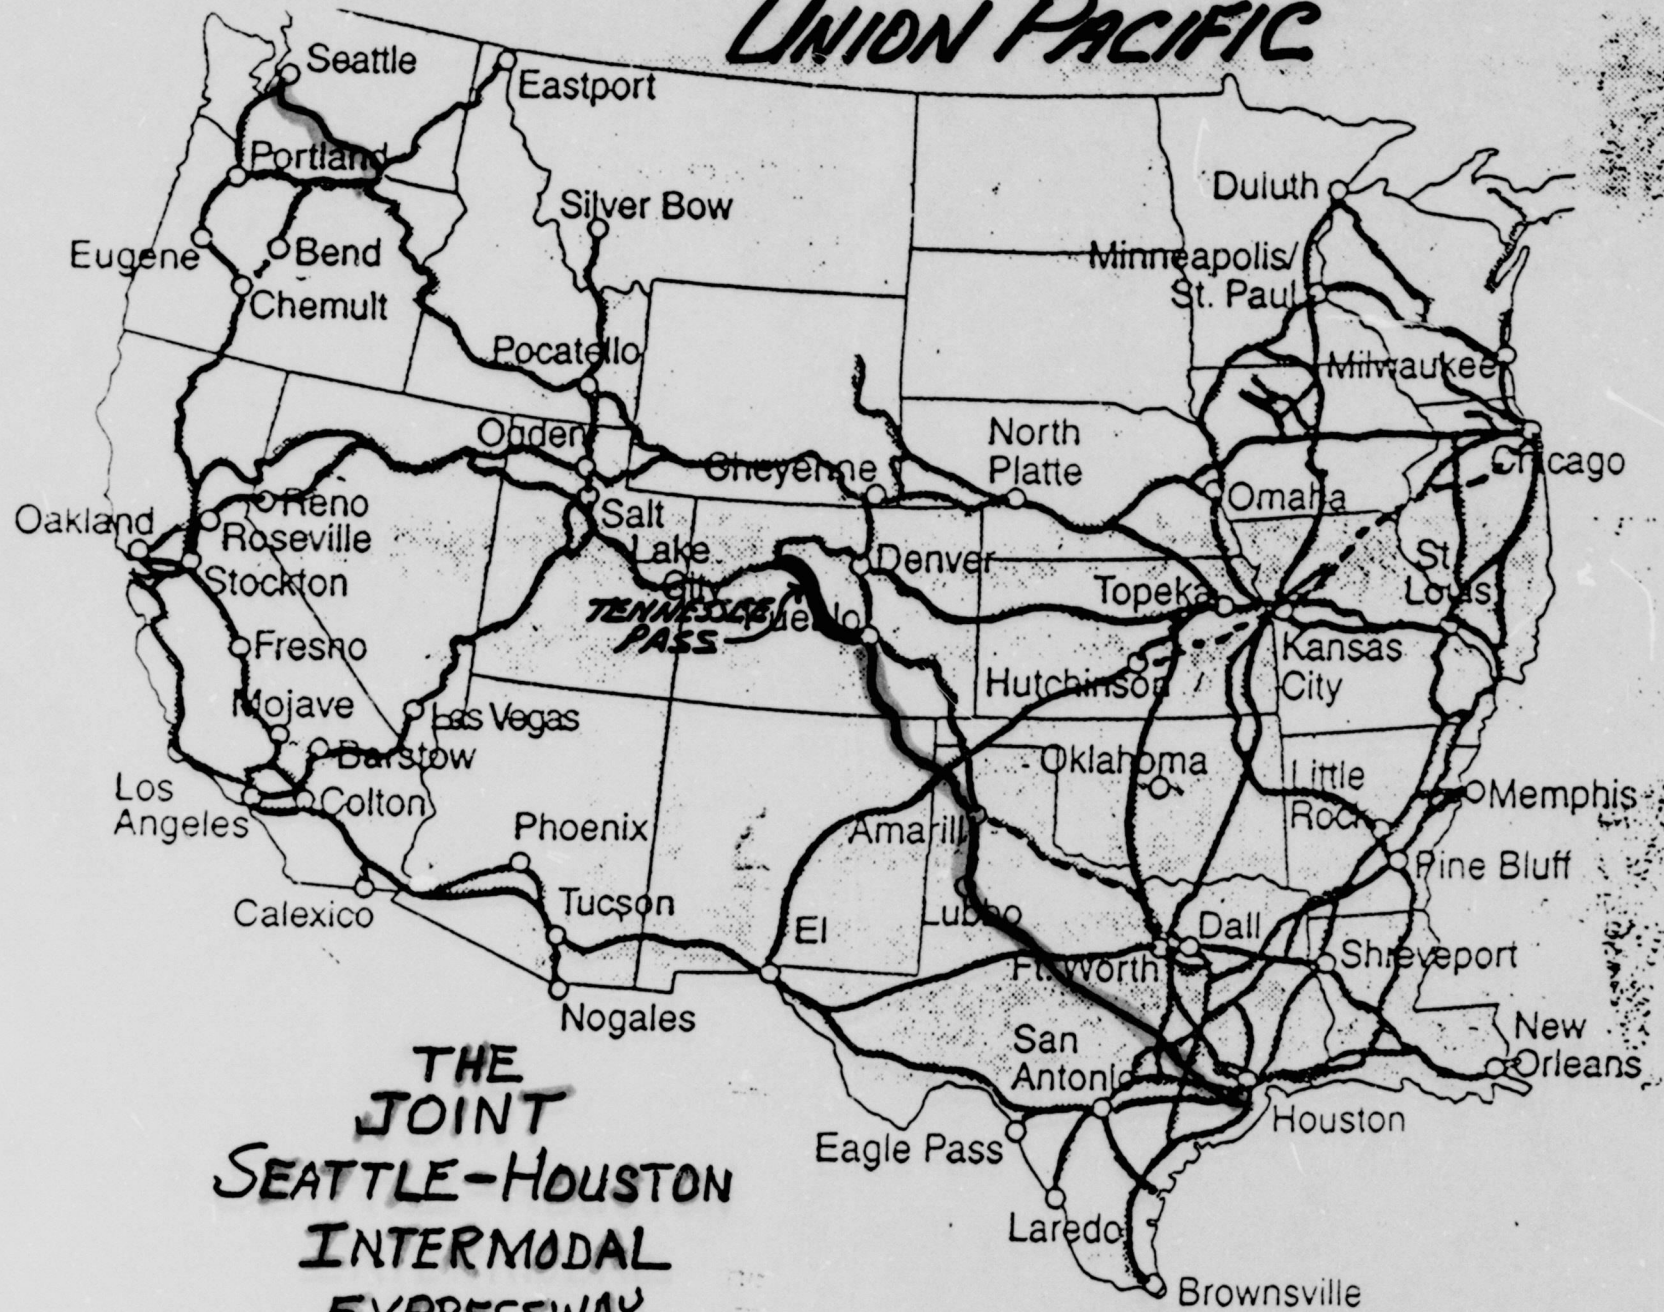 UNION PACIFIC
Seattle
Eastport
Portland
Silver Bow
Duluth
Eugene
Bend
Minneapolis/
St. Paul
Chemult
Pocatello
Milwaukee
Ogden
North
Platte
Cheyenne
Chicago
Reno
Omaha
Oakland
Roseville
Salt
Lake
City
Stockton
Denver
St.
Louis
Topeka
TENNESSEE
PASS
Pueblo
Fresno
Kansas
City
Hutchinson
Mojave
Las Vegas
Barstow
Oklahoma
Los
Angeles
Colton
Little
Rock
Memphis
Phoenix
Amarill
Pine Bluff
Calexico
Tucson
El
Lubbo
Dall
Ft. Worth
Shreveport
Nogales
San
Antonio
New
Orleans
Houston
Eagle Pass
Laredo
Brownsville
THE
JOINT
SEATTLE-HOUSTON
INTERMODAL
EXPRESSWAY